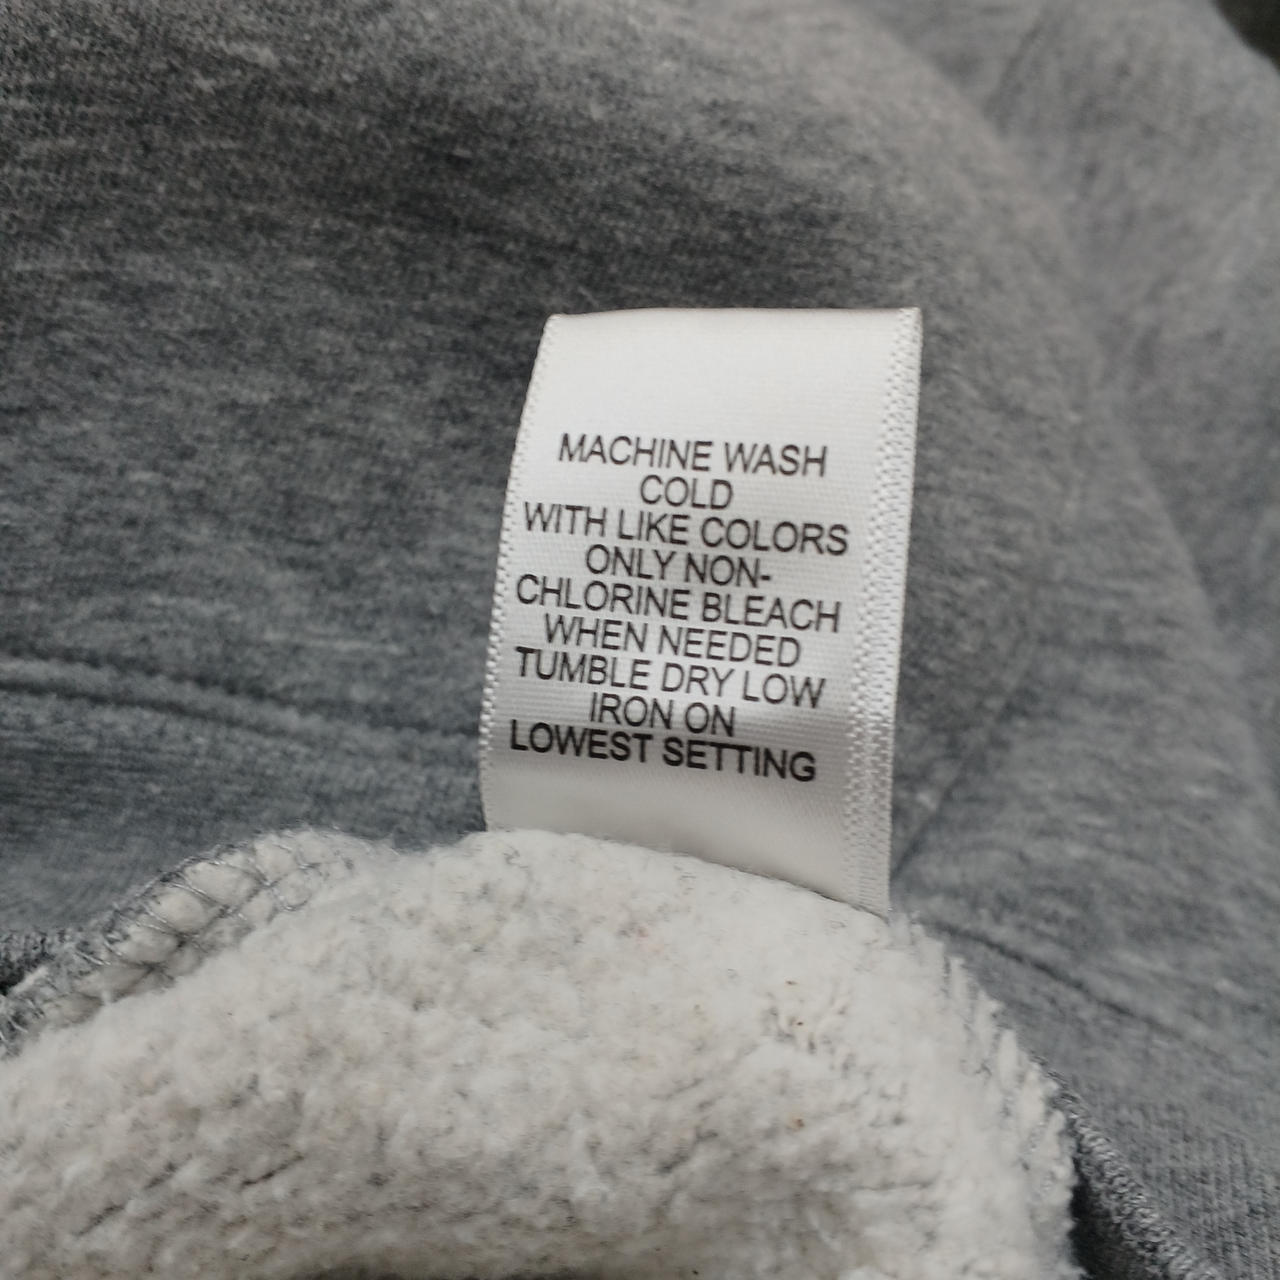 MACHINE WASH
COLD
WITH LIKE COLORS
ONLY NON-
CHLORINE BLEACH
WHEN NEEDED
TUMBLE DRY LOW
IRON ON
LOWEST SETTING